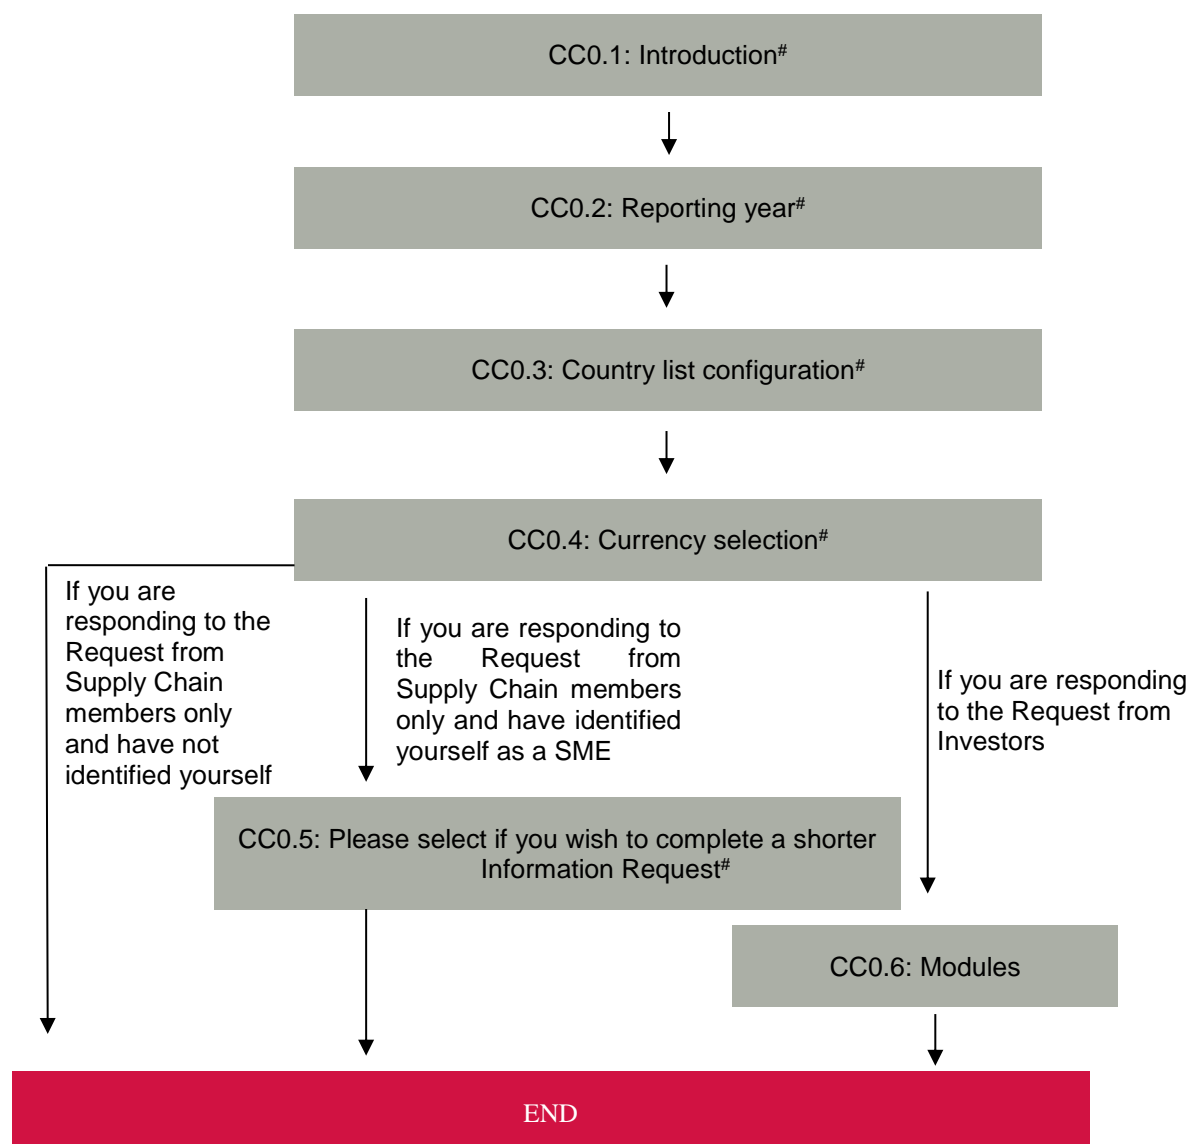 CC0.1: Introduction#
CC0.2: Reporting year#
CC0.3: Country list configuration#
CC0.4: Currency selection#
If you are
responding to the
Request from
Supply Chain
members only
and have not
identified yourself
If you are responding to
the Request from
Supply Chain members
only and have identified
yourself as a SME
If you are responding
to the Request from
Investors
CC0.5: Please select if you wish to complete a shorter
Information Request#
CC0.6: Modules
END